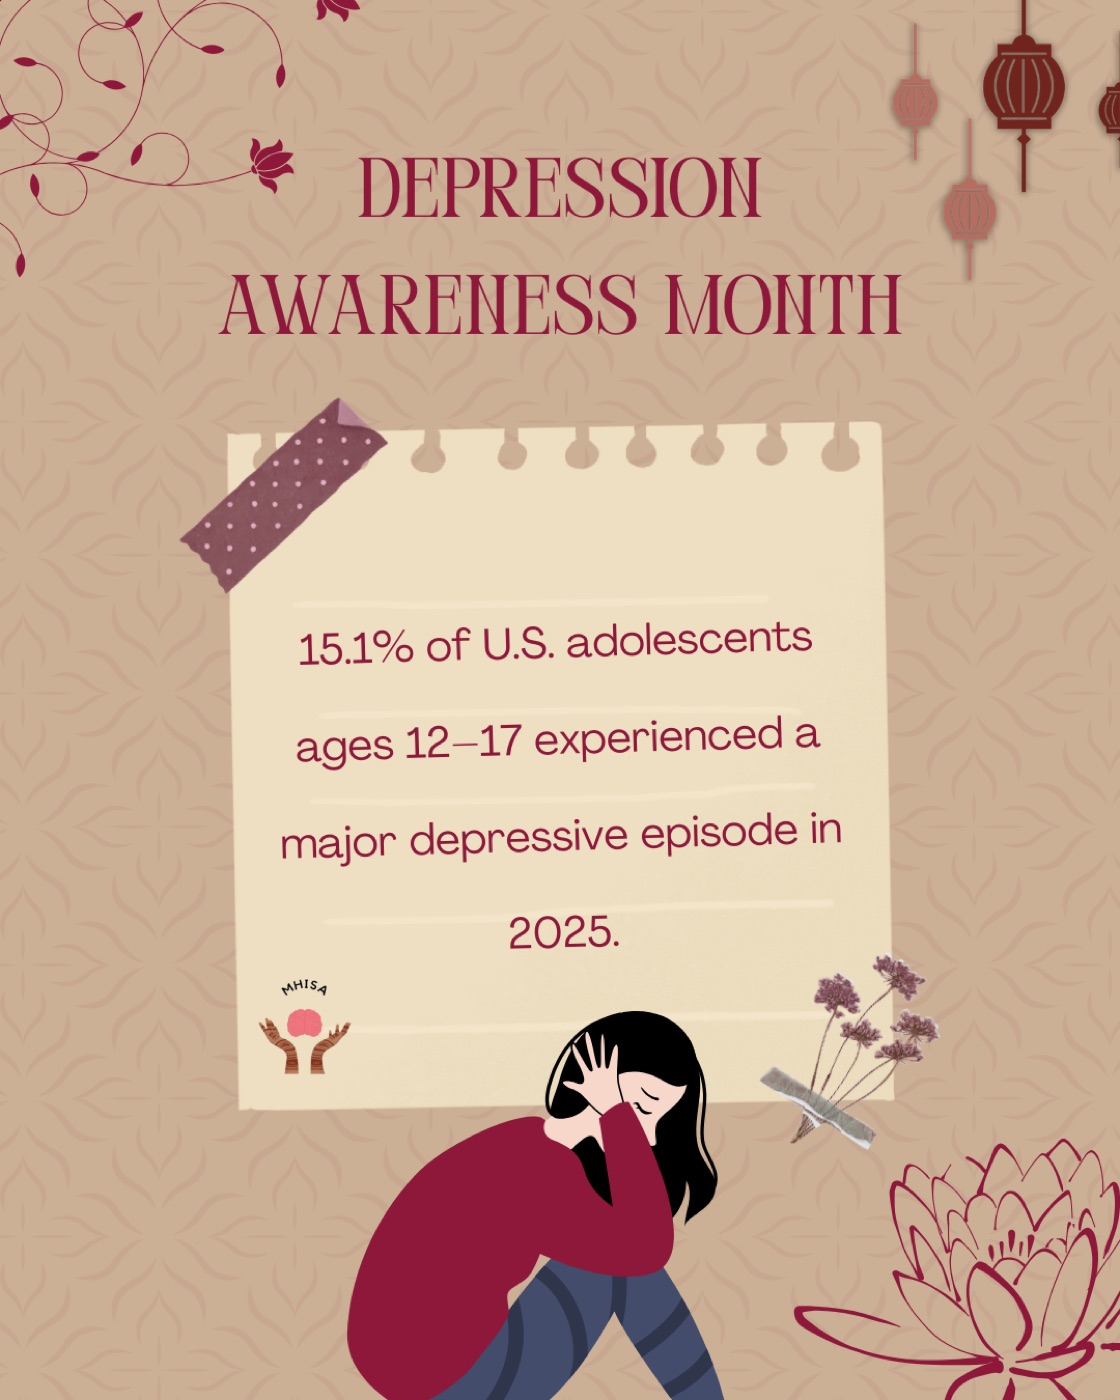 DEPRESSION
AWARENESS MONTH
15.1% of U.S. adolescents
ages 12–17 experienced a
major depressive episode in
2025.
MHISA